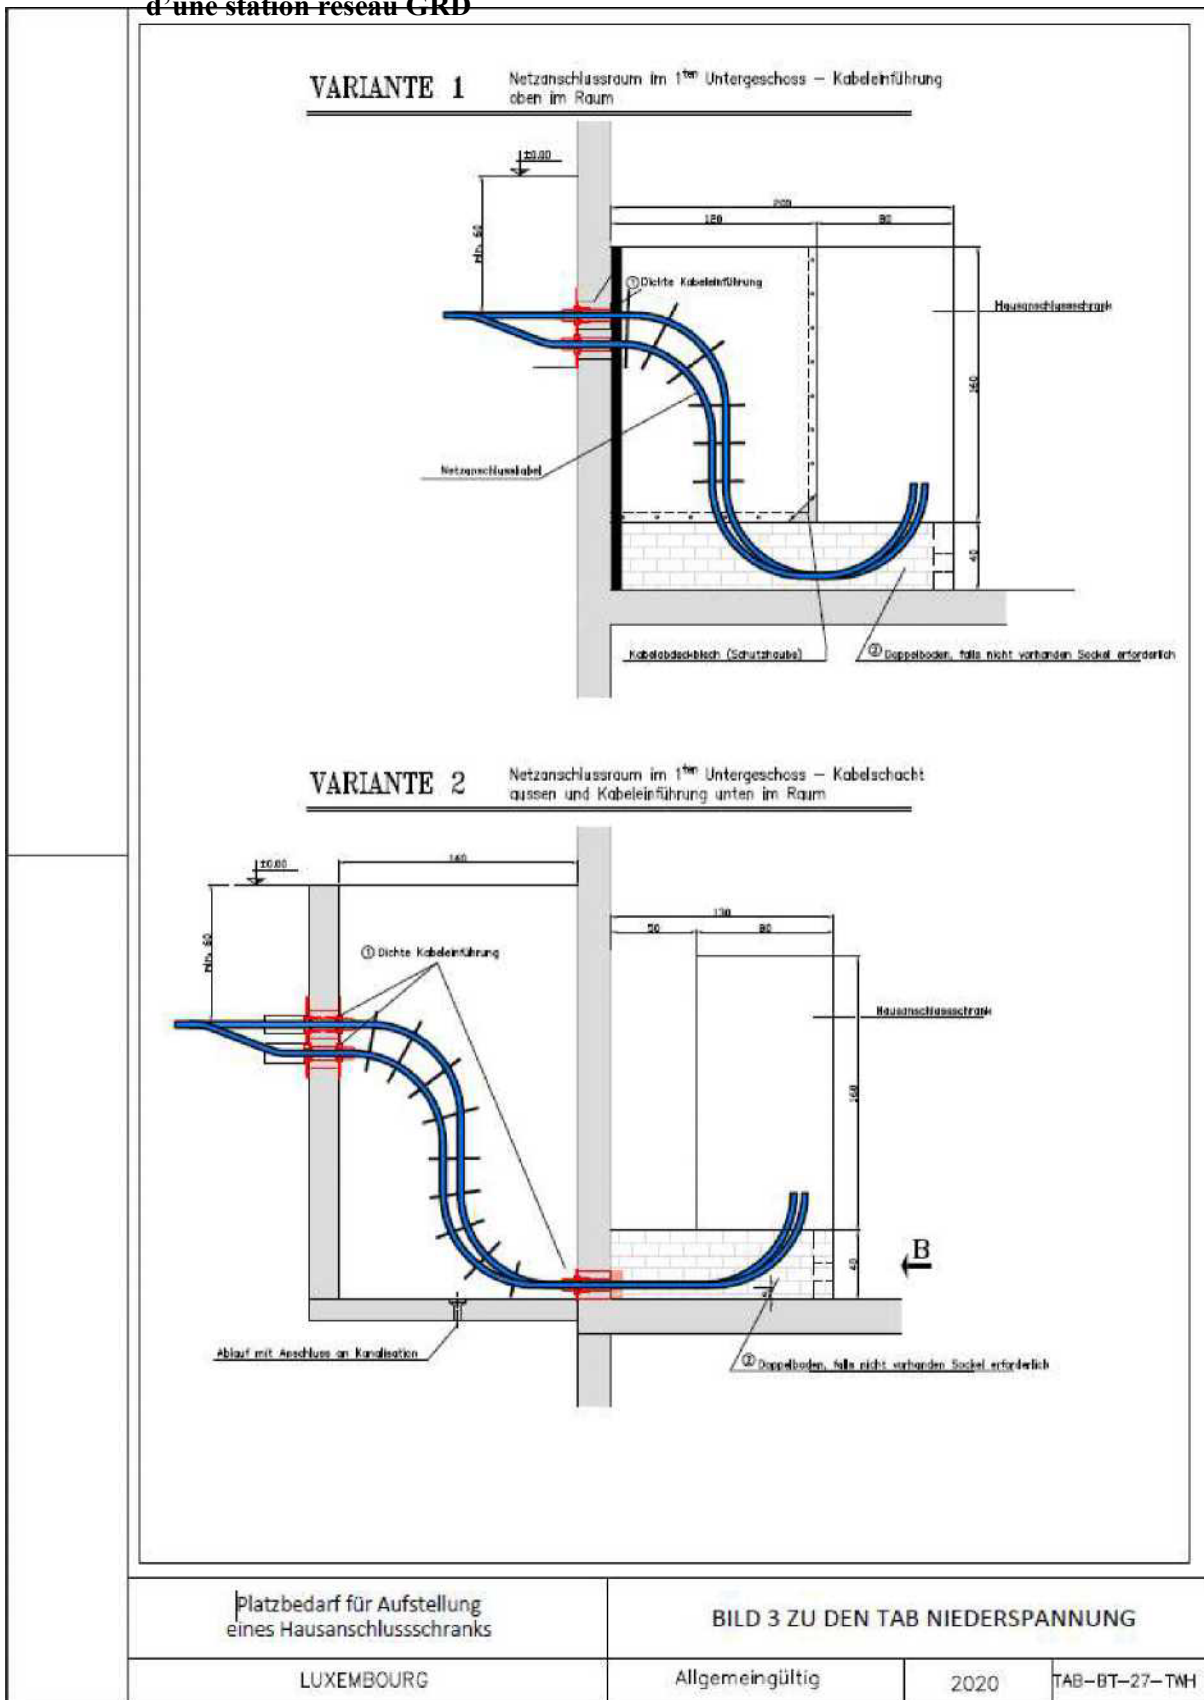 d'une station réseau GRD
VARIANTE 1
Netzanschlussraum im 1ten Untergeschoss – Kabeleinführung
oben im Raum
±0.00
200
120
80
min. 60
① Dichte Kabeleinführung
Hausanschlussschrank
160
Netzanschlusskabel
40
Kabelabdeckblech (Schutzhaube)
② Doppelboden, falls nicht vorhanden Sockel erforderlich
VARIANTE 2
Netzanschlussraum im 1ten Untergeschoss – Kabelschacht
aussen und Kabeleinführung unten im Raum
±0.00
140
130
50
80
min. 60
① Dichte Kabeleinführung
Hausanschlussschrank
160
B
40
Ablauf mit Anschluss an Kanalisation
② Doppelboden, falls nicht vorhanden Sockel erforderlich
Platzbedarf für Aufstellung
eines Hausanschlussschranks
BILD 3 ZU DEN TAB NIEDERSPANNUNG
LUXEMBOURG
Allgemeingültig
2020
TAB-BT-27-TWH